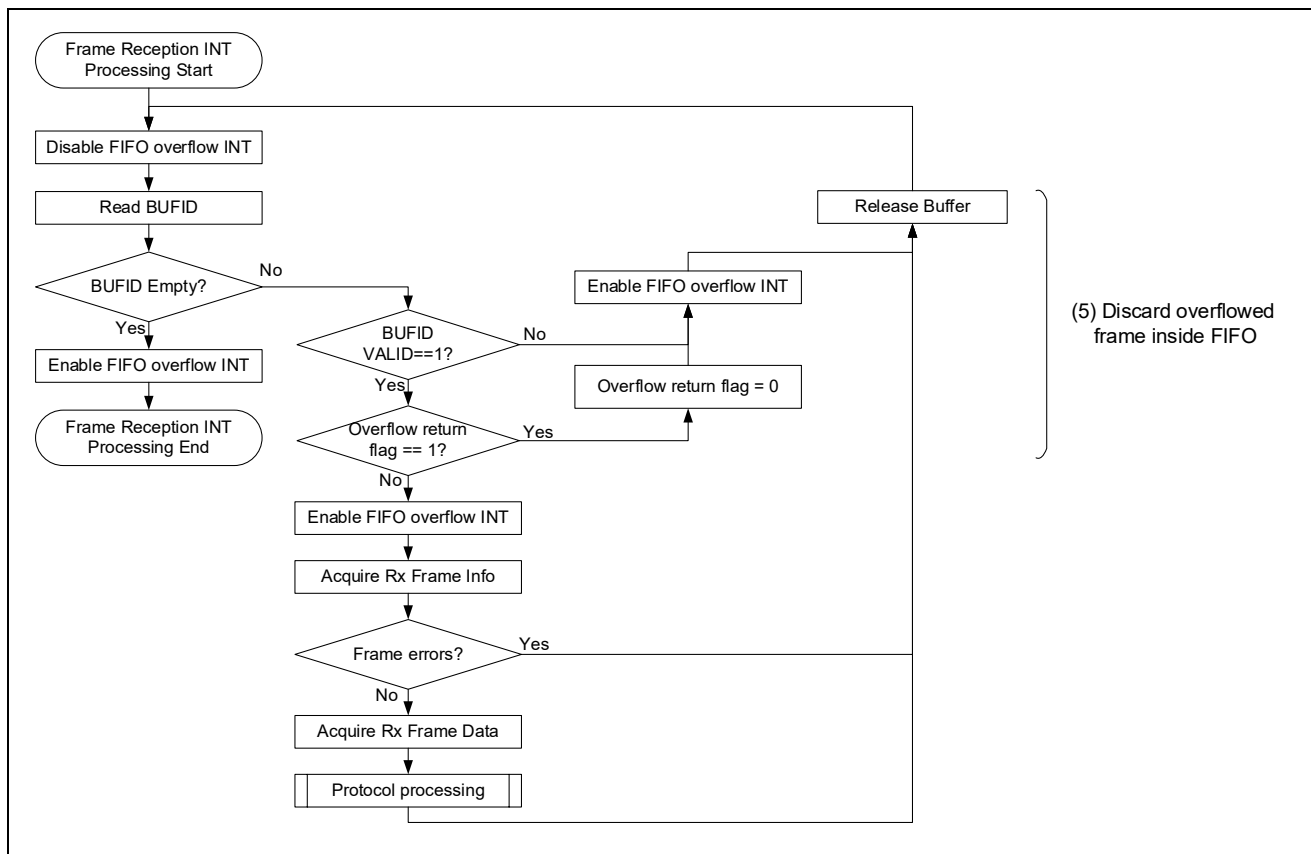 Frame Reception INT
Processing Start
Disable FIFO overflow INT
Read BUFID
BUFID Empty?
No
Yes
Enable FIFO overflow INT
Frame Reception INT
Processing End
BUFID
VALID==1?
No
Yes
Overflow return
flag == 1?
Yes
No
Enable FIFO overflow INT
Overflow return flag = 0
Release Buffer
(5) Discard overflowed
frame inside FIFO
Enable FIFO overflow INT
Acquire Rx Frame Info
Frame errors?
Yes
No
Acquire Rx Frame Data
Protocol processing